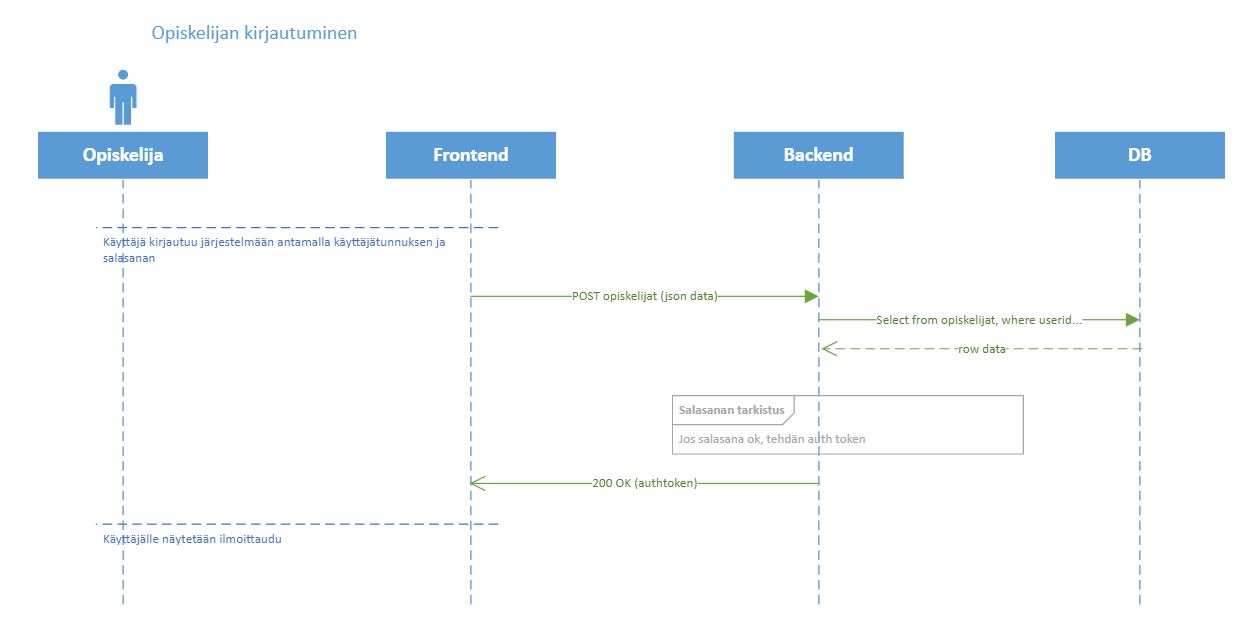 Opiskelijan kirjautuminen
Opiskelija
Frontend
Backend
DB
Käyttäjä kirjautuu järjestelmään antamalla käyttäjätunnuksen ja
salasanan
POST opiskelijat (json data)
Select from opiskelijat, where userid...
row data
Salasanan tarkistus
Jos salasana ok, tehdän auth token
200 OK (authtoken)
Käyttäjälle näytetään ilmoittaudu